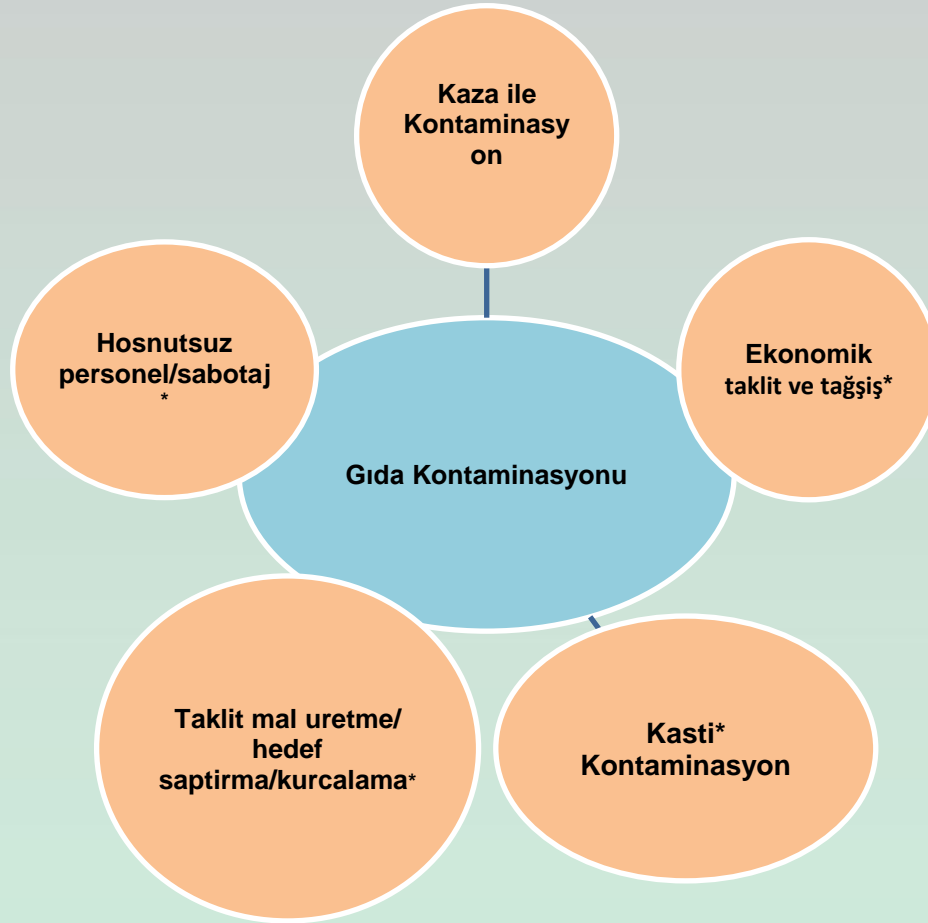 Kaza ile
Kontaminasy
on
Hosnutsuz
personel/sabotaj
*
Ekonomik
taklit ve tağşiş*
Gıda Kontaminasyonu
Taklit mal uretme/
hedef
saptirma/kurcalama*
Kasti*
Kontaminasyon